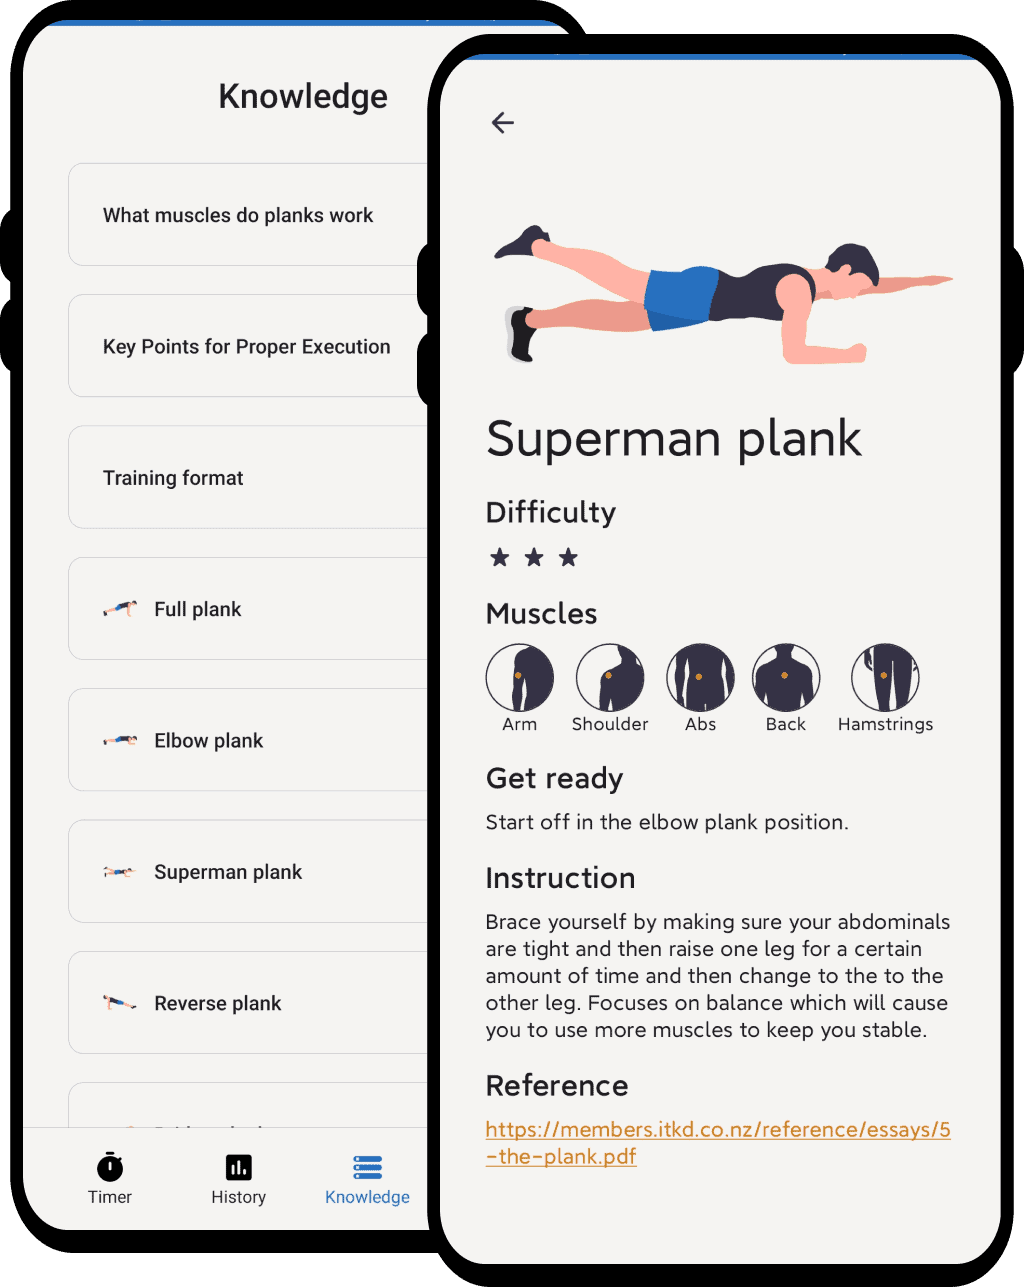 Knowledge
What muscles do planks work
Key Points for Proper Execution
Training format
Full plank
Elbow plank
Superman plank
Reverse plank
Timer
History
Knowledge
Superman plank
Difficulty
Muscles
Arm
Shoulder
Abs
Back
Hamstrings
Get ready
Start off in the elbow plank position.
Instruction
Brace yourself by making sure your abdominals
are tight and then raise one leg for a certain
amount of time and then change to the to the
other leg. Focuses on balance which will cause
you to use more muscles to keep you stable.
Reference
https://members.itkd.co.nz/reference/essays/5
-the-plank.pdf